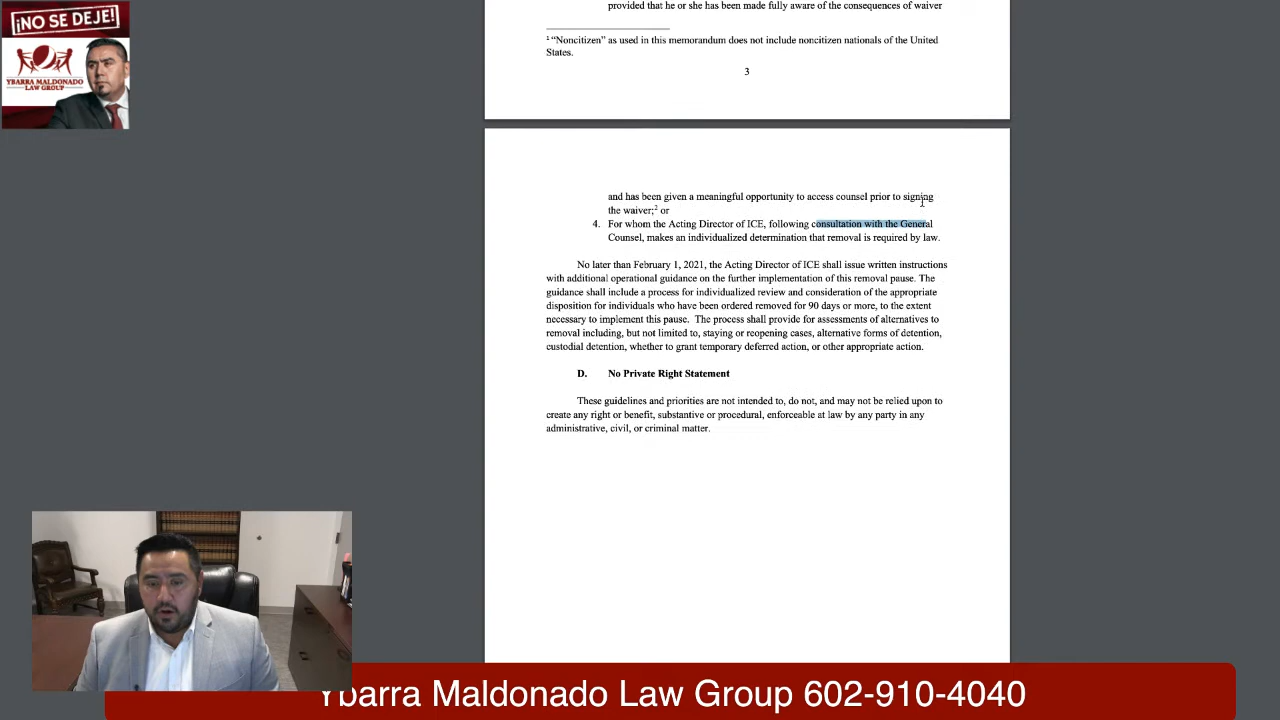 ¡NO SE DEJE!
YBARRA MALDONADO
LAW GROUP
provided that he or she has been made fully aware of the consequences of waiver
1 “Noncitizen” as used in this memorandum does not include noncitizen nationals of the United
States.
3
and has been given a meaningful opportunity to access counsel prior to signing
the waiver;2 or
4. For whom the Acting Director of ICE, following consultation with the General
Counsel, makes an individualized determination that removal is required by law.
No later than February 1, 2021, the Acting Director of ICE shall issue written instructions
with additional operational guidance on the further implementation of this removal pause. The
guidance shall include a process for individualized review and consideration of the appropriate
disposition for individuals who have been ordered removed for 90 days or more, to the extent
necessary to implement this pause. The process shall provide for assessments of alternatives to
removal including, but not limited to, staying or reopening cases, alternative forms of detention,
custodial detention, whether to grant temporary deferred action, or other appropriate action.
D. No Private Right Statement
These guidelines and priorities are not intended to, do not, and may not be relied upon to
create any right or benefit, substantive or procedural, enforceable at law by any party in any
administrative, civil, or criminal matter.
Ybarra Maldonado Law Group 602-910-4040